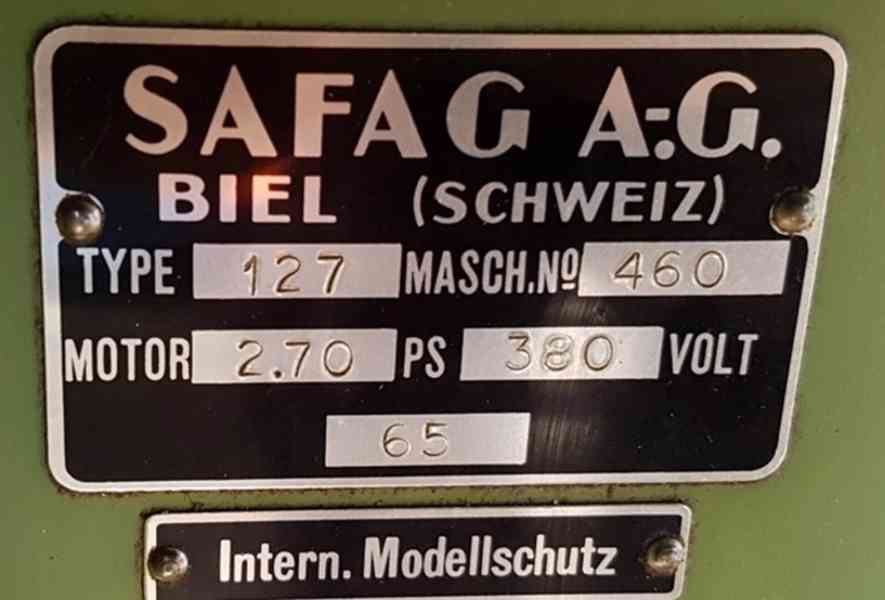 SAFAG A-:G.
BIEL (SCHWEIZ)
TYPE 127 MASCH.Nº 460
MOTOR 2.70 PS 380 VOLT
65
Intern. Modellschutz